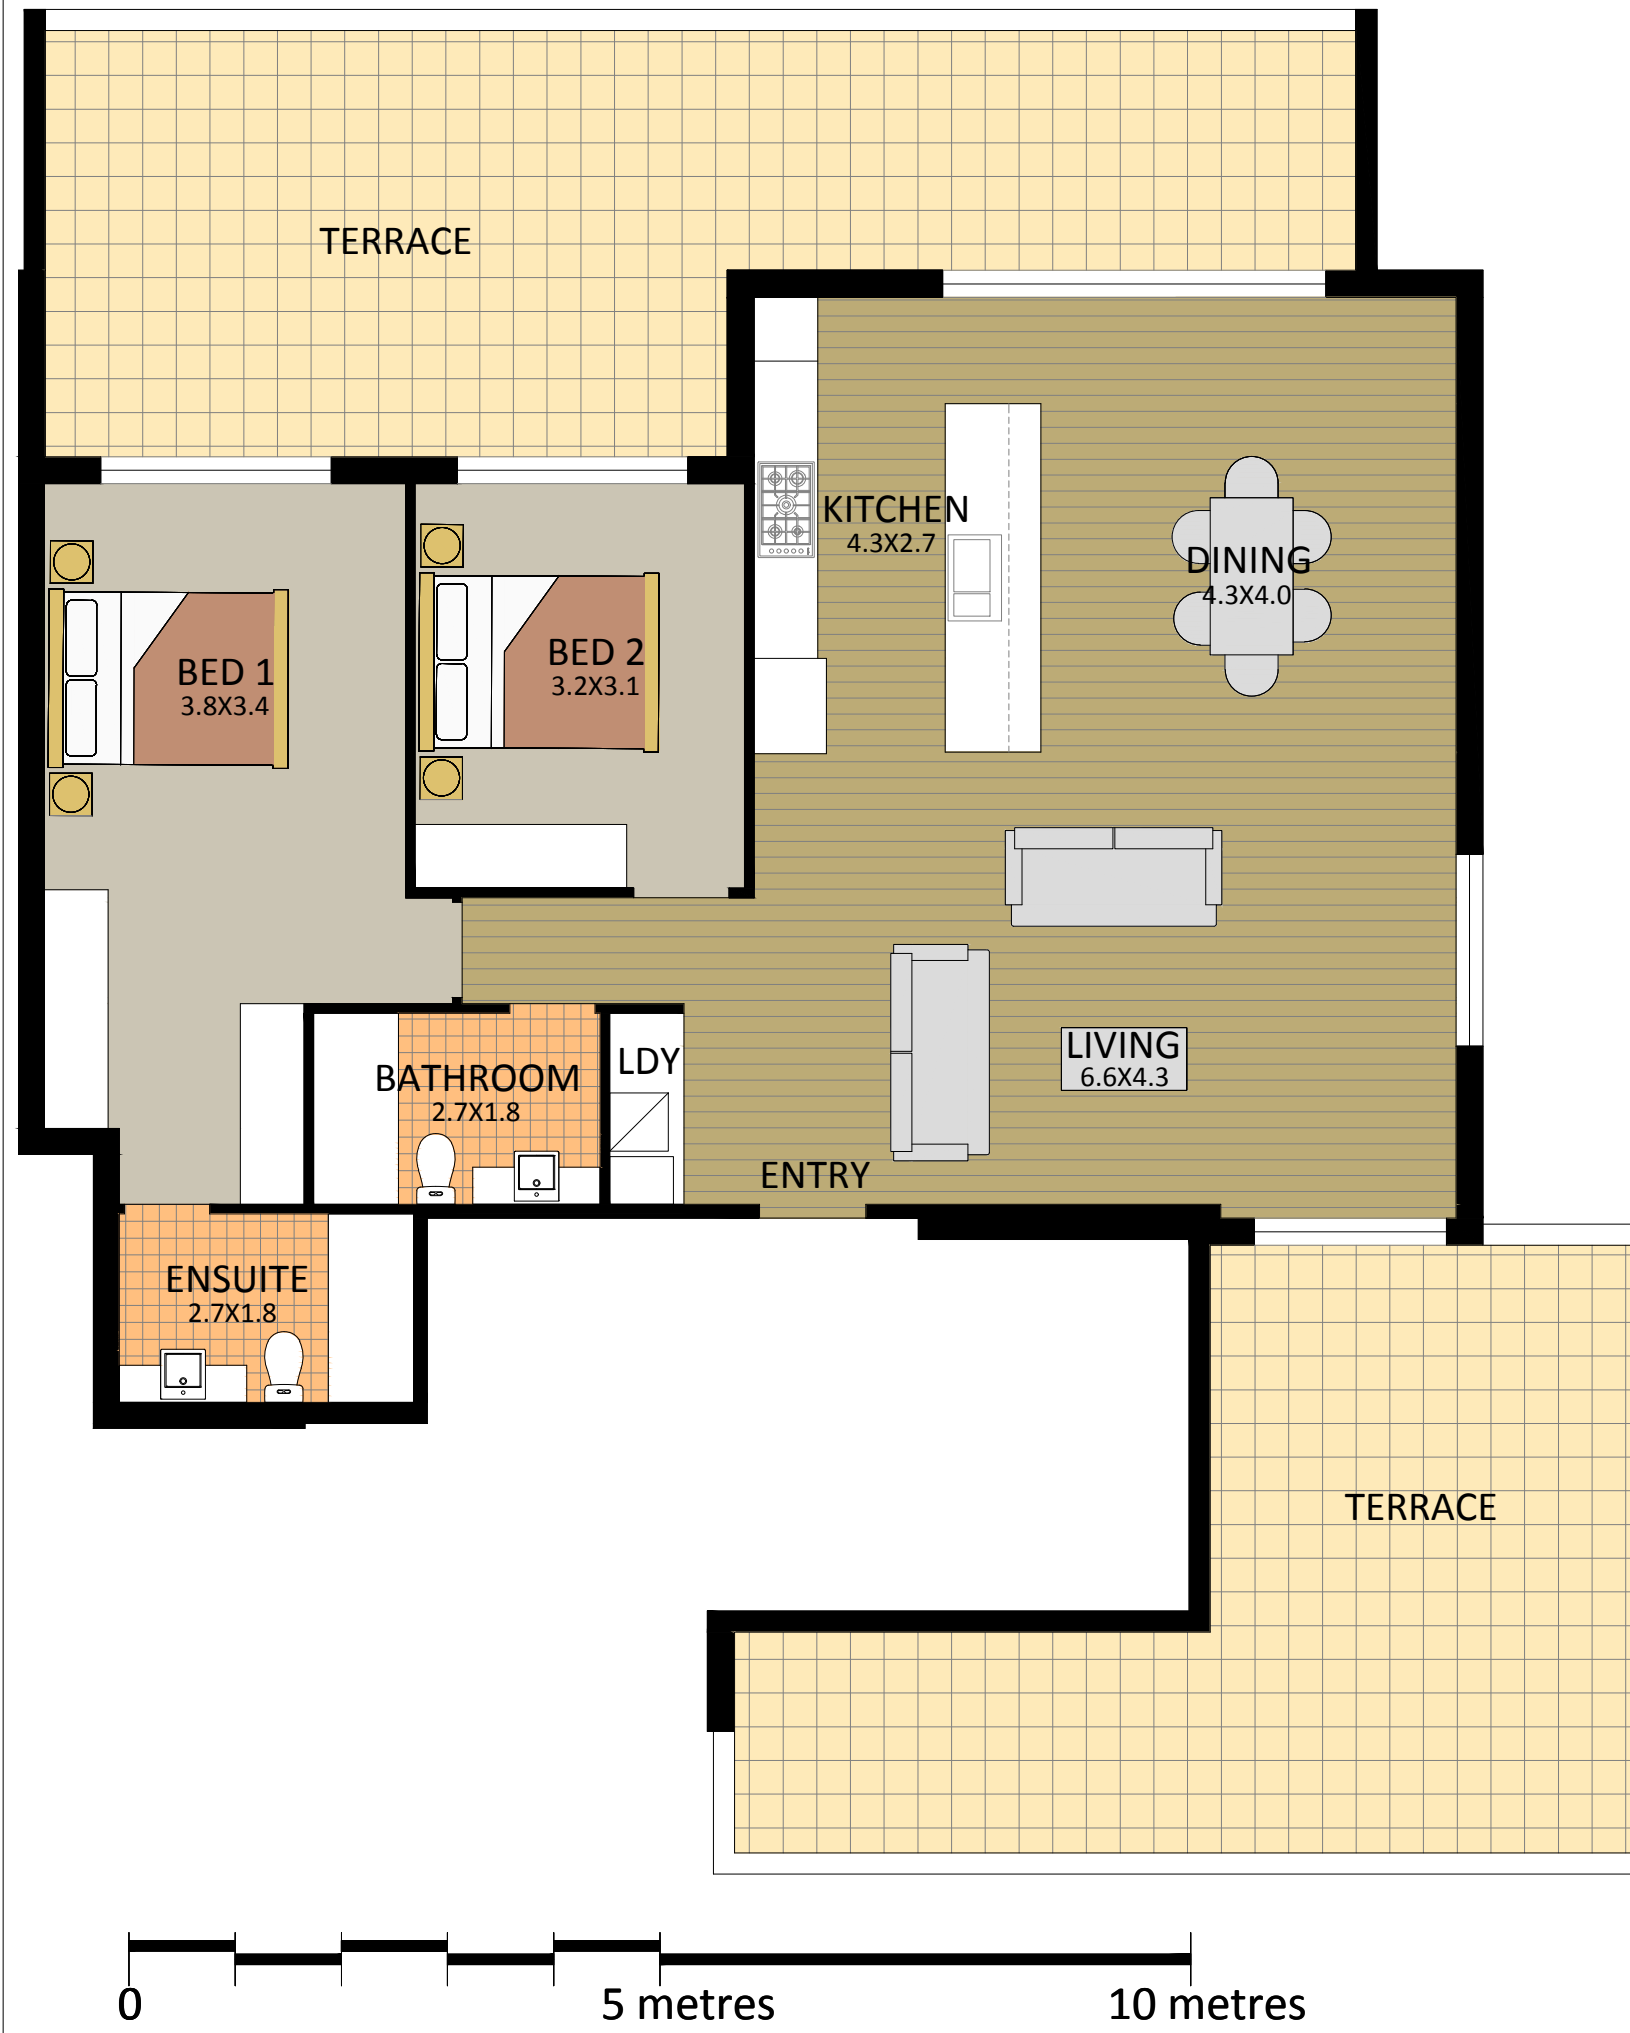 TERRACE
KITCHEN
4.3X2.7
DINING
4.3X4.0
BED 1
3.8X3.4
BED 2
3.2X3.1
BATHROOM
2.7X1.8
LDY
LIVING
6.6X4.3
ENTRY
ENSUITE
2.7X1.8
TERRACE
0
5 metres
10 metres